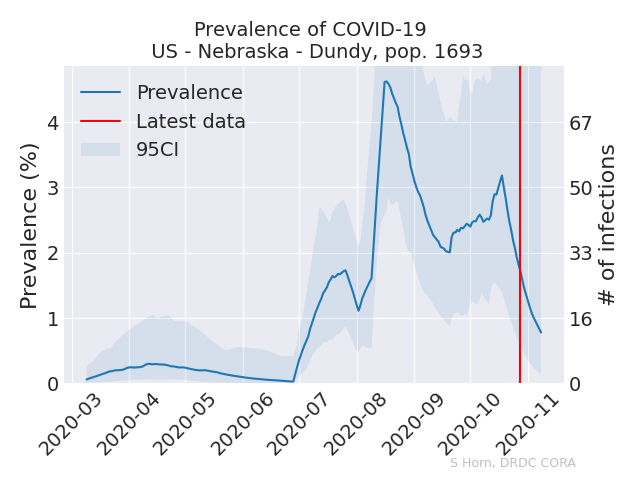 Prevalence of COVID-19
US - Nebraska - Dundy, pop. 1693
Prevalence
Latest data
95CI
Prevalence (%)
4
3
2
1
0
67
50
33
16
0
# of infections
2020-03
2020-04
2020-05
2020-06
2020-07
2020-08
2020-09
2020-10
2020-11
S Horn, DRDC CORA